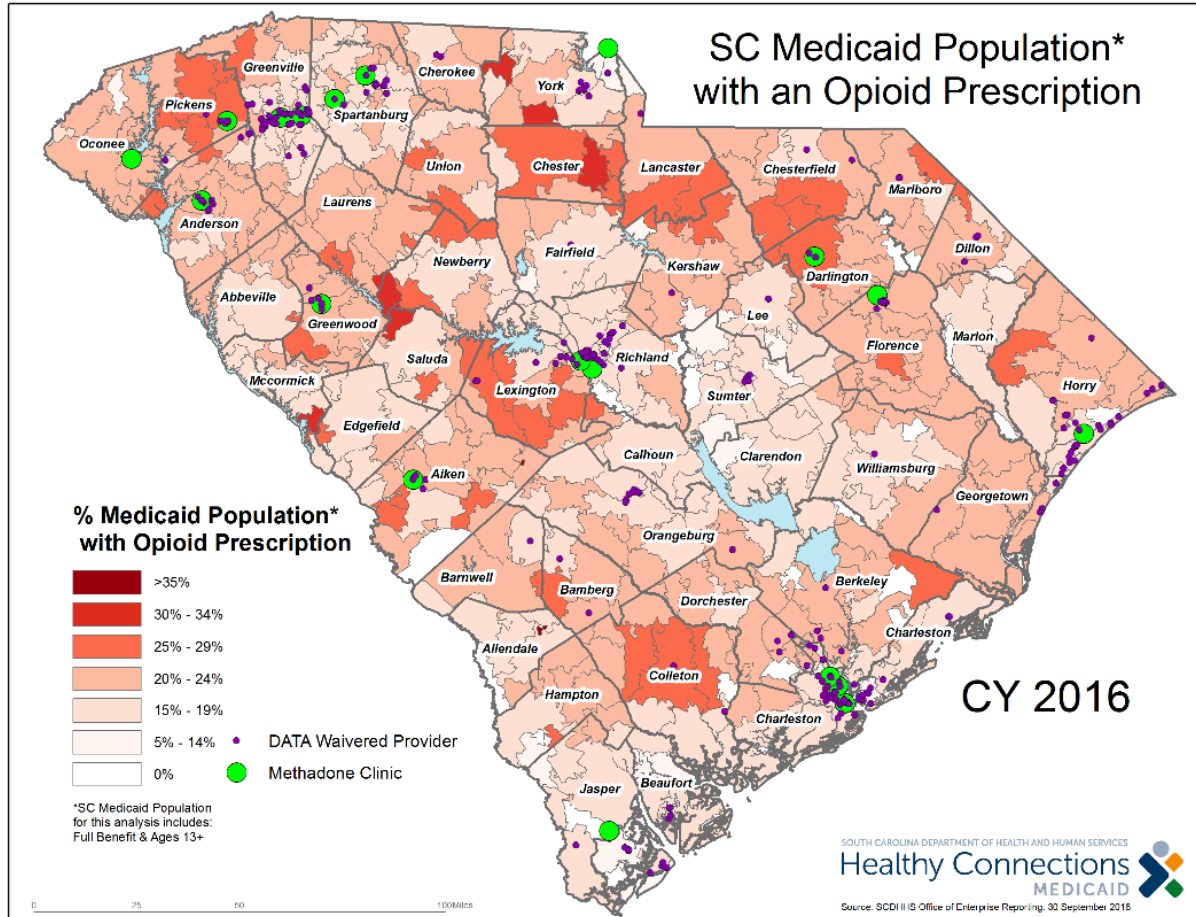 SC Medicaid Population*
with an Opioid Prescription
Cherokee
York
Greenville
Spartanburg
Pickens
Oconee
Union
Chester
Lancaster
Chesterfield
Marlboro
Anderson
Laurens
Dillon
Newberry
Fairfield
Kershaw
Darlington
Abbeville
Greenwood
Lee
Marion
Florence
Saluda
Richland
Horry
Mccormick
Lexington
Sumter
Edgefield
Calhoun
Clarendon
Williamsburg
Aiken
Georgetown
Orangeburg
Barnwell
Bamberg
Berkeley
Dorchester
Charleston
Allendale
Colleton
Hampton
Charleston
Jasper
Beaufort
CY 2016
% Medicaid Population*
with Opioid Prescription
>35%
30% - 34%
25% - 29%
20% - 24%
15% - 19%
5% - 14%
0%
DATA Waivered Provider
Methadone Clinic
*SC Medicaid Population
for this analysis includes:
Full Benefit & Ages 13+
0 25 50 100 Miles
SOUTH CAROLINA DEPARTMENT OF HEALTH AND HUMAN SERVICES
Healthy Connections
MEDICAID
Source. SCDHHS Office of Enterprise Reporting. 30 September 2018